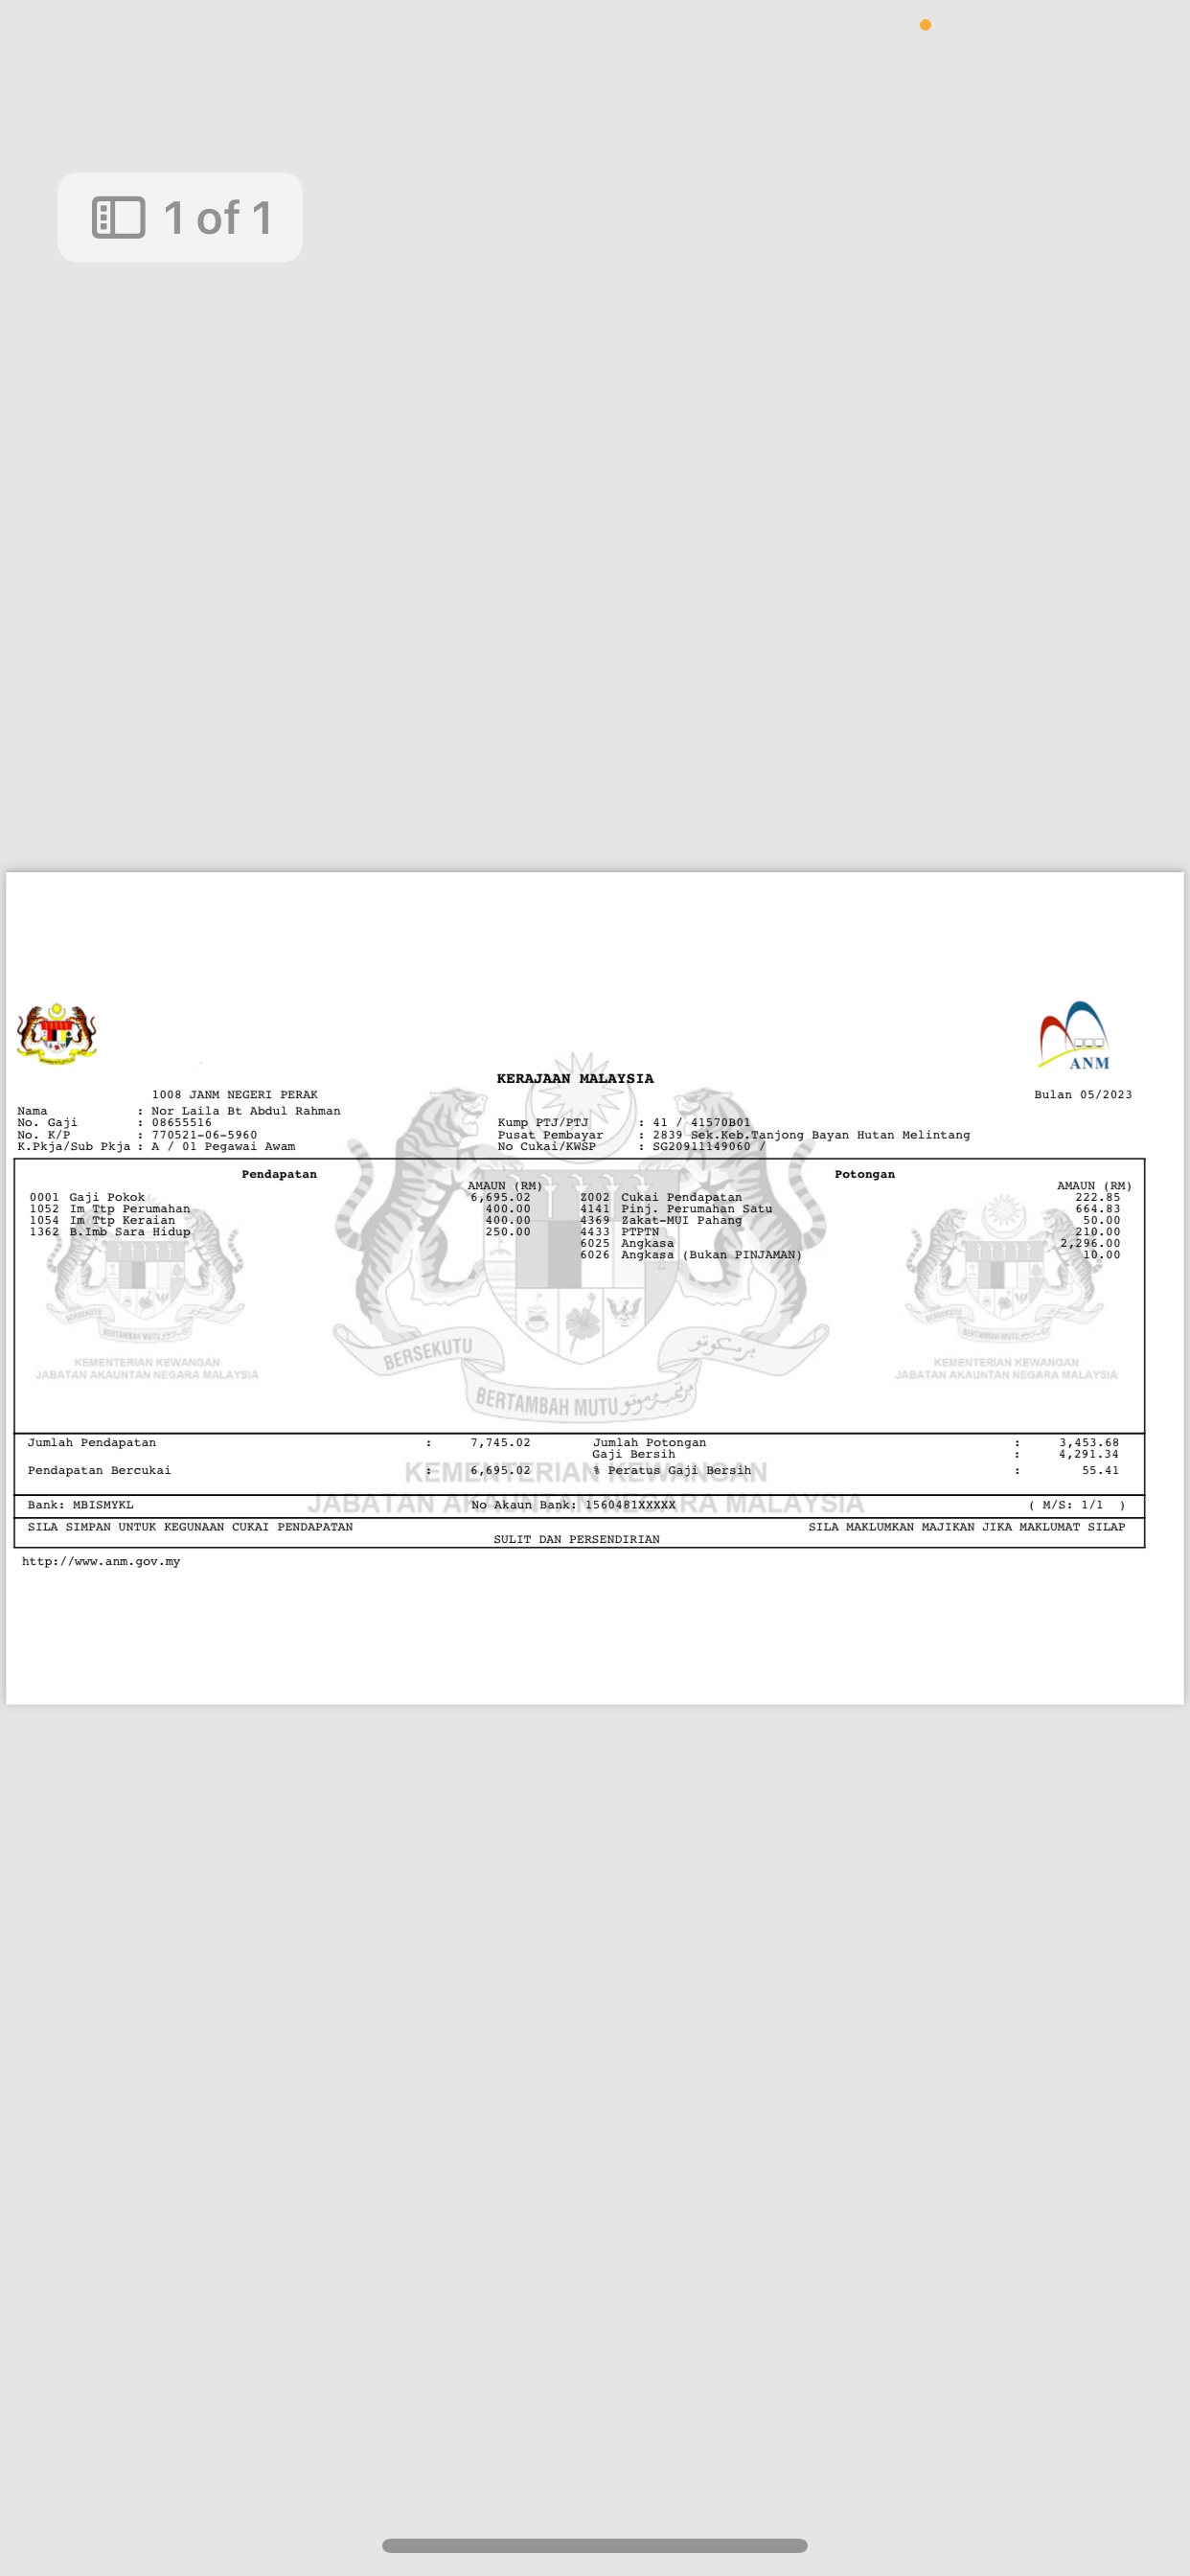 1 of 1
ANM
KERAJAAN MALAYSIA
1008 JANM NEGERI PERAK Bulan 05/2023
Nama : Nor Laila Bt Abdul Rahman
No. Gaji : 08655516 Kump PTJ/PTJ : 41 / 41570B01
No. K/P : 770521-06-5960 Pusat Pembayar : 2839 Sek.Keb.Tanjong Bayan Hutan Melintang
K.Pkja/Sub Pkja : A / 01 Pegawai Awam No Cukai/KWSP : SG20911149060 /
Pendapatan Potongan
AMAUN (RM) AMAUN (RM)
0001 Gaji Pokok 6,695.02 Z002 Cukai Pendapatan 222.85
1052 Im Ttp Perumahan 400.00 4141 Pinj. Perumahan Satu 664.83
1054 Im Ttp Keraian 400.00 4369 Zakat-MUI Pahang 50.00
1362 B.Imb Sara Hidup 250.00 4433 PTPTN 210.00
6025 Angkasa 2,296.00
6026 Angkasa (Bukan PINJAMAN) 10.00
BERSEKUTU برسكوتو
BERTAMBAH MUTU
BERTAMBAH MUTU
BERTAMBAH MUTU
KEMENTERIAN KEWANGAN
JABATAN AKAUNTAN NEGARA MALAYSIA
KEMENTERIAN KEWANGAN
JABATAN AKAUNTAN NEGARA MALAYSIA
Jumlah Pendapatan : 7,745.02 Jumlah Potongan : 3,453.68
Gaji Bersih : 4,291.34
Pendapatan Bercukai : 6,695.02 % Peratus Gaji Bersih : 55.41
KEMENTERIAN KEWANGAN
JABATAN AKAUNTAN NEGARA MALAYSIA
Bank: MBISMYKL No Akaun Bank: 1560481XXXXX ( M/S: 1/1 )
SILA SIMPAN UNTUK KEGUNAAN CUKAI PENDAPATAN SILA MAKLUMKAN MAJIKAN JIKA MAKLUMAT SILAP
SULIT DAN PERSENDIRIAN
http://www.anm.gov.my